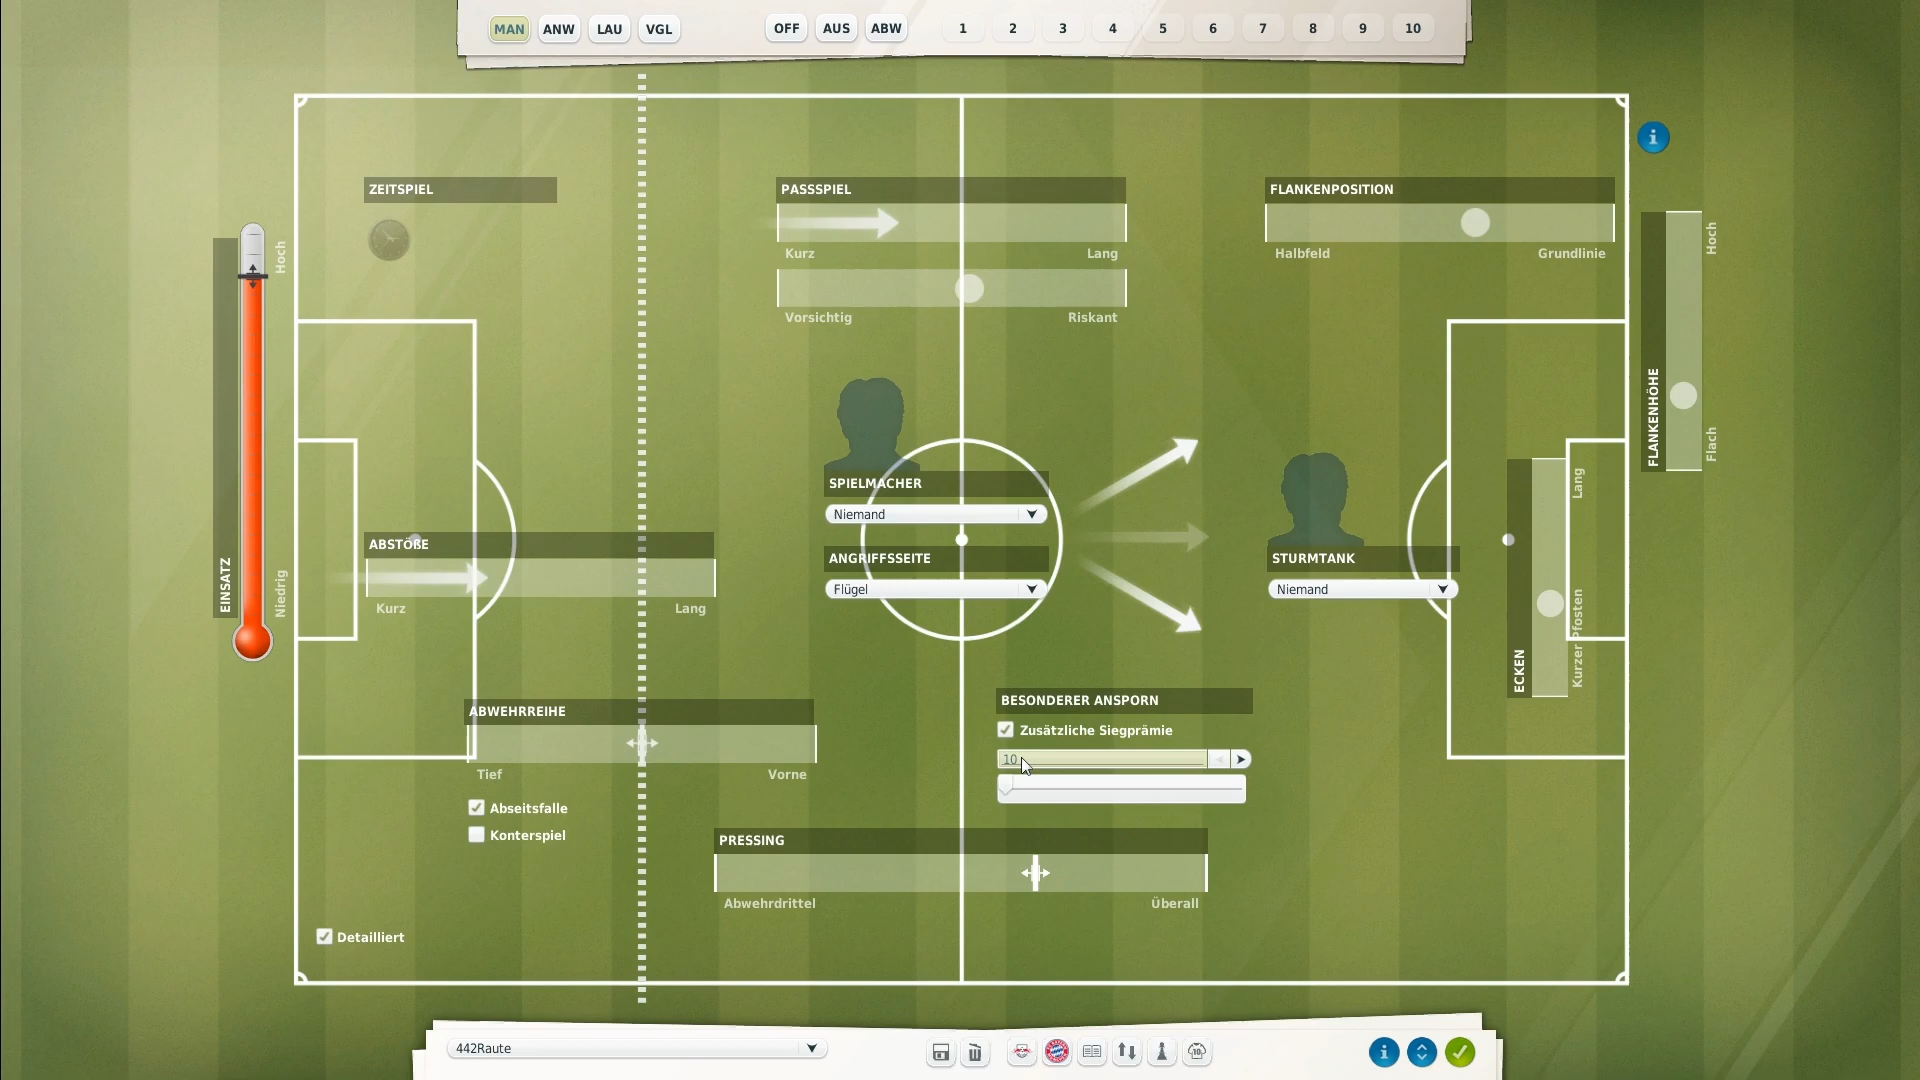 MAN ANW LAU VGL OFF AUS ABW 1 2 3 4 5 6 7 8 9 10
ZEITSPIEL
PASSSPIEL
Kurz Lang
Vorsichtig Riskant
FLANKENPOSITION
Halbfeld Grundlinie
FLANKENHÖHE
Hoch
Flach
EINSATZ
Hoch
Niedrig
SPIELMACHER
Niemand
ANGRIFFSSEITE
Flügel
STURMTANK
Niemand
ECKEN
Lang
Kurzer Pfosten
ABSTÖßE
Kurz Lang
ABWEHRREIHE
Tief Vorne
Abseitsfalle
Konterspiel
BESONDERER ANSPORN
Zusätzliche Siegprämie
10
PRESSING
Abwehrdrittel Überall
Detailliert
442Raute
10